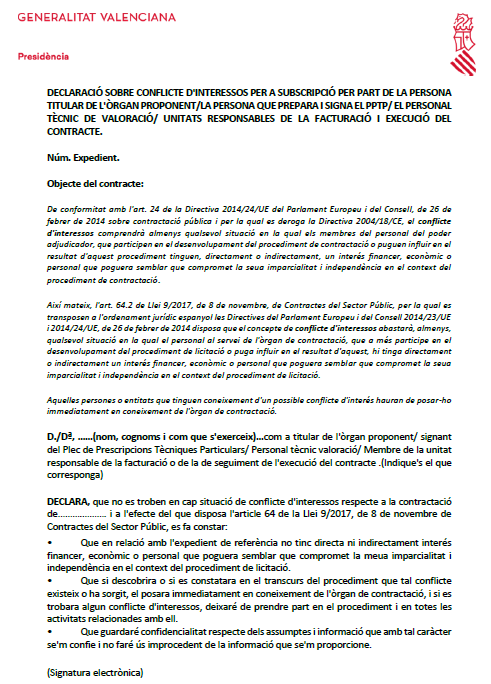 GENERALITAT VALENCIANA
Presidència
DECLARACIÓ SOBRE CONFLICTE D'INTERESSOS PER A SUBSCRIPCIÓ PER PART DE LA PERSONA
TITULAR DE L'ÒRGAN PROPONENT/LA PERSONA QUE PREPARA I SIGNA EL PPTP/ EL PERSONAL
TÈCNIC DE VALORACIÓ/ UNITATS RESPONSABLES DE LA FACTURACIÓ I EXECUCIÓ DEL
CONTRACTE.
Núm. Expedient.
Objecte del contracte:
De conformitat amb l'art. 24 de la Directiva 2014/24/UE del Parlament Europeu i del Consell, de 26 de
febrer de 2014 sobre contractació pública i per la qual es deroga la Directiva 2004/18/CE, el conflicte
d'interessos comprendrà almenys qualsevol situació en la qual els membres del personal del poder
adjudicador, que participen en el desenvolupament del procediment de contractació o puguen influir en el
resultat d'aquest procediment tinguen, directament o indirectament, un interés financer, econòmic o
personal que poguera semblar que compromet la seua imparcialitat i independència en el context del
procediment de contractació.
Així mateix, l'art. 64.2 de Llei 9/2017, de 8 de novembre, de Contractes del Sector Públic, per la qual es
transposen a l'ordenament jurídic espanyol les Directives del Parlament Europeu i del Consell 2014/23/UE
i 2014/24/UE, de 26 de febrer de 2014 disposa que el concepte de conflicte d'interessos abastarà, almenys,
qualsevol situació en la qual el personal al servei de l'òrgan de contractació, que a més participe en el
desenvolupament del procediment de licitació o puga influir en el resultat d'aquest, hi tinga directament
o indirectament un interés financer, econòmic o personal que poguera semblar que compromet la seua
imparcialitat i independència en el context del procediment de licitació.
Aquelles persones o entitats que tinguen coneixement d'un possible conflicte d'interés hauran de posar-ho
immediatament en coneixement de l'òrgan de contractació.
D./Dª, ......(nom, cognoms i com que s'exerceix)...com a titular de l'òrgan proponent/ signant
del Plec de Prescripcions Tècniques Particulars/ Personal tècnic valoració/ Membre de la unitat
responsable de la facturació o de la de seguiment de l'execució del contracte .(Indique's el que
corresponga)
DECLARA, que no es troben en cap situació de conflicte d'interessos respecte a la contractació
de.................... i a l'efecte del que disposa l'article 64 de la Llei 9/2017, de 8 de novembre de
Contractes del Sector Públic, es fa constar:
• Que en relació amb l'expedient de referència no tinc directa ni indirectament interés
financer, econòmic o personal que poguera semblar que compromet la meua imparcialitat i
independència en el context del procediment de licitació.
• Que si descobrira o si es constatara en el transcurs del procediment que tal conflicte
existeix o ha sorgit, el posara immediatament en coneixement de l'òrgan de contractació, i si es
trobara algun conflicte d'interessos, deixaré de prendre part en el procediment i en totes les
activitats relacionades amb ell.
• Que guardaré confidencialitat respecte dels assumptes i informació que amb tal caràcter
se'm confie i no faré ús improcedent de la informació que se'm proporcione.
(Signatura electrònica)